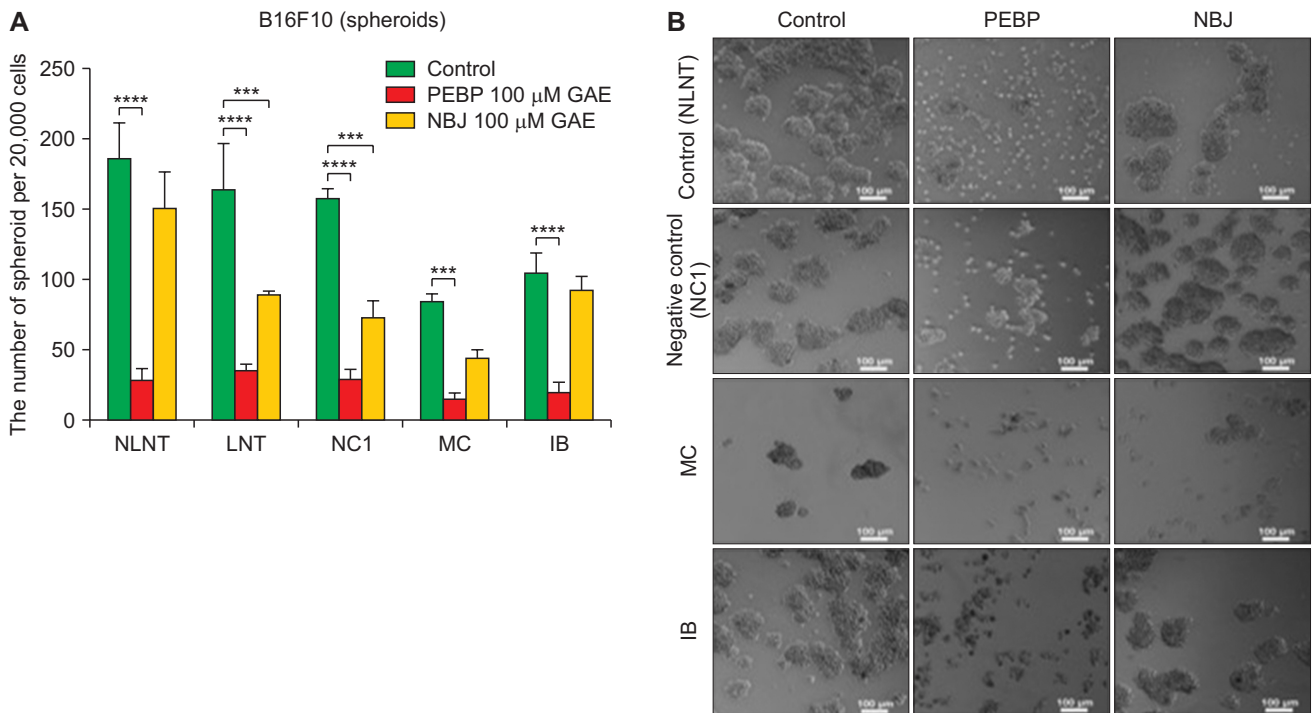 A
B16F10 (spheroids)
The number of spheroid per 20,000 cells
250
200
150
100
50
0
Control
PEBP 100 μM GAE
NBJ 100 μM GAE
****
***
****
***
****
***
****
NLNT
LNT
NC1
MC
IB
B
Control
PEBP
NBJ
Control (NLNT)
100 μm
100 μm
100 μm
Negative control
(NC1)
100 μm
100 μm
100 μm
MC
100 μm
100 μm
100 μm
IB
100 μm
100 μm
100 μm